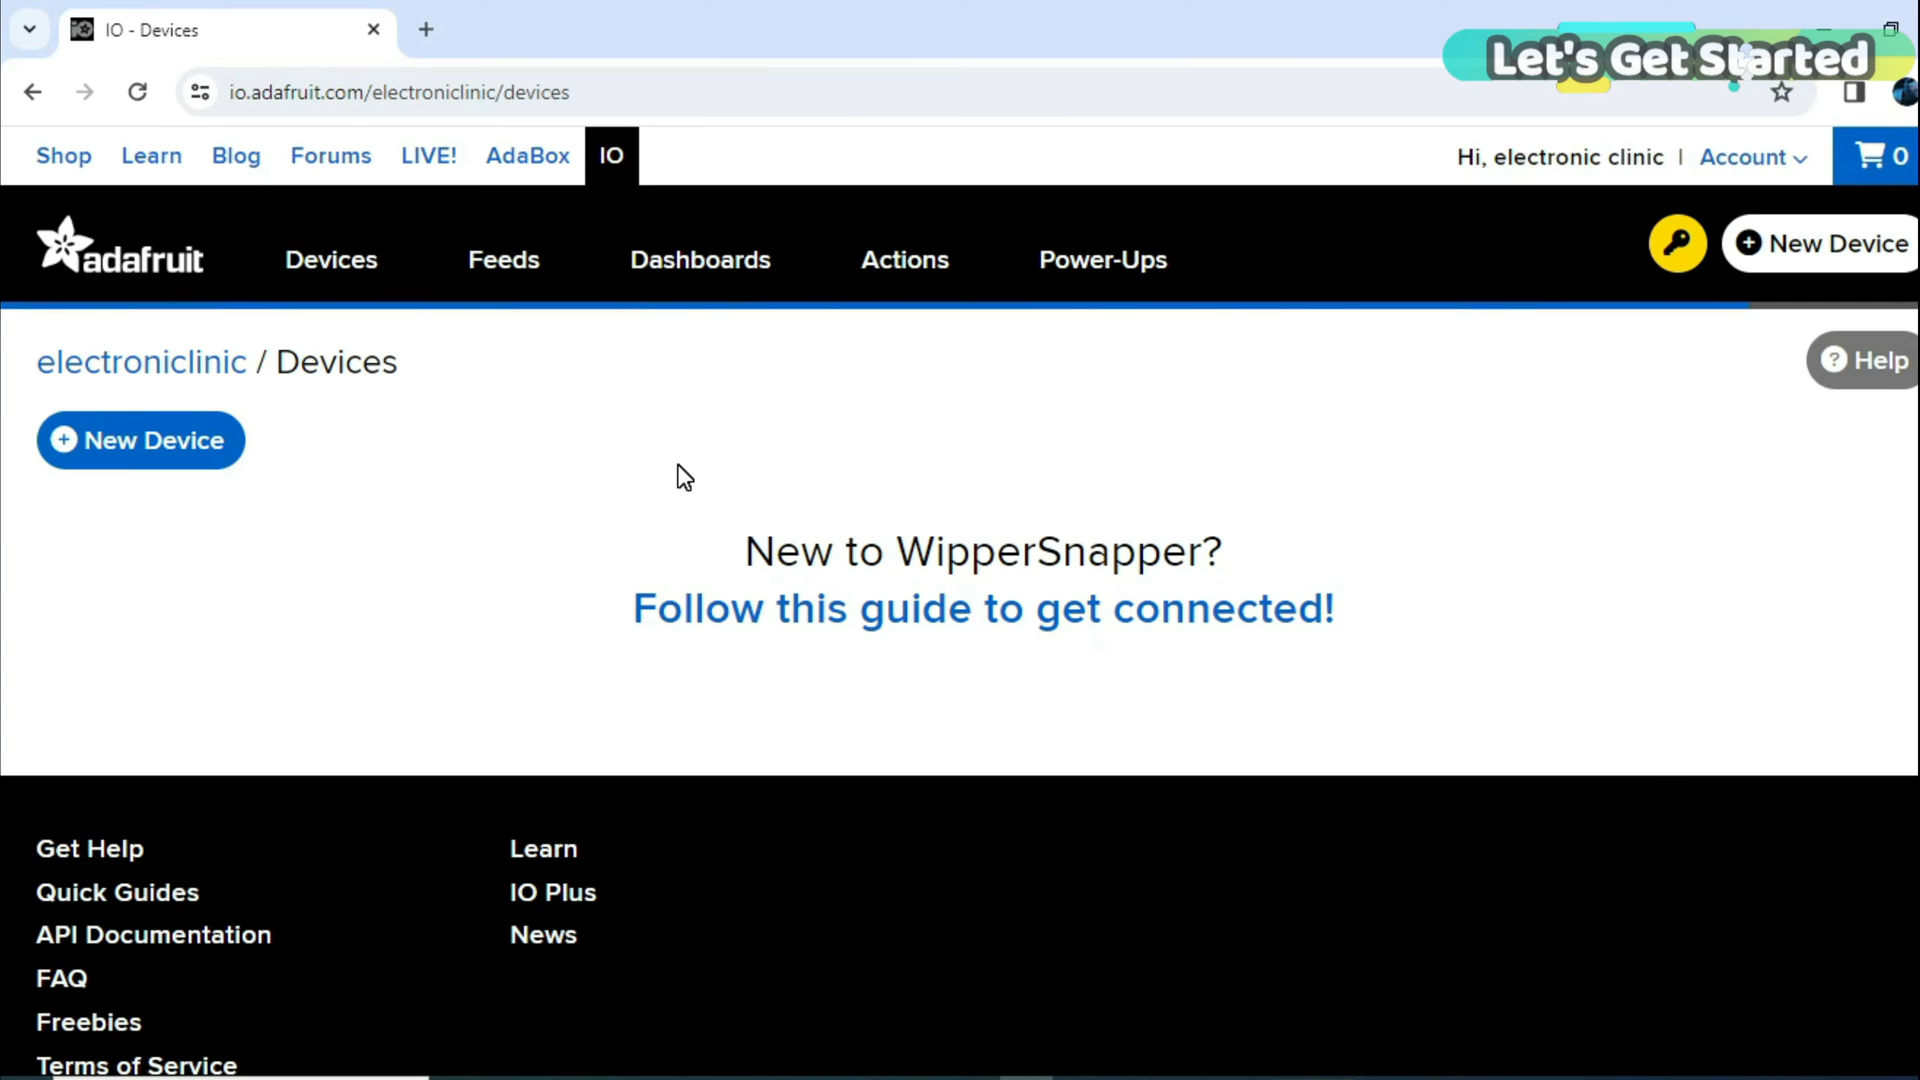 IO - Devices
Let's Get Started
io.adafruit.com/electroniclinic/devices
Shop Learn Blog Forums LIVE! AdaBox IO Hi, electronic clinic | Account 0
adafruit Devices Feeds Dashboards Actions Power-Ups New Device
electroniclinic / Devices
? Help
+ New Device
New to WipperSnapper?
Follow this guide to get connected!
Get Help Learn
Quick Guides IO Plus
API Documentation News
FAQ
Freebies
Terms of Service